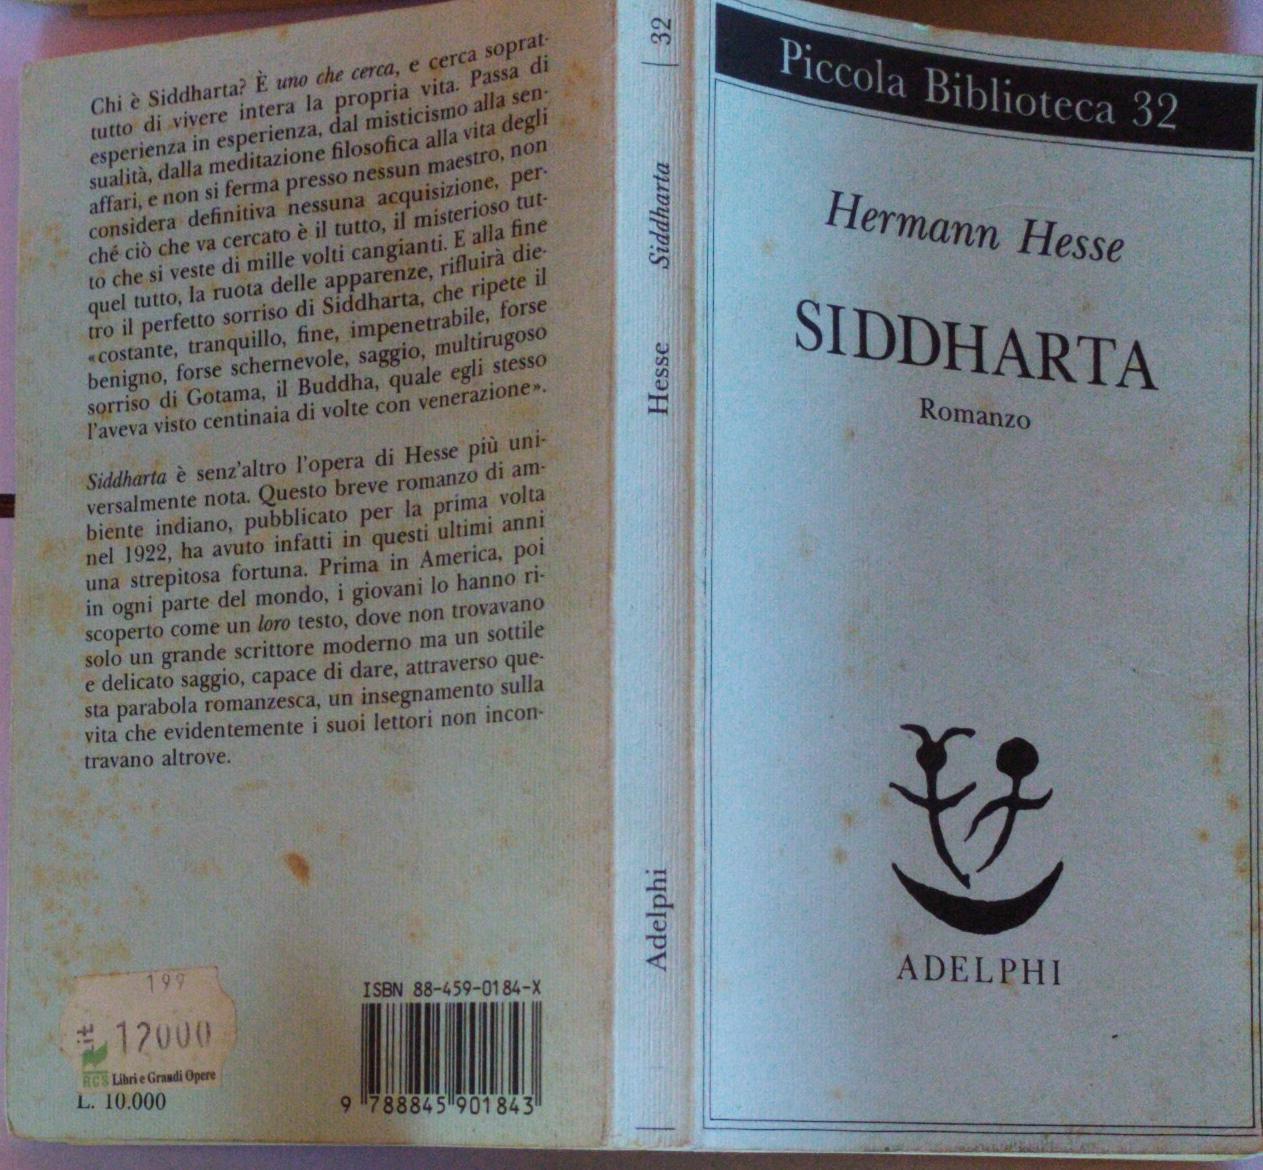 Chi è Siddharta? È uno che cerca, e cerca soprat-
tutto di vivere intera la propria vita. Passa di
esperienza in esperienza, dal misticismo alla sen-
sualità, dalla meditazione filosofica alla vita degli
affari, e non si ferma presso nessun maestro, non
considera definitiva nessuna acquisizione, per-
ché ciò che va cercato è il tutto, il misterioso tut-
to che si veste di mille volti cangianti. E alla fine
quel tutto, la ruota delle apparenze, rifluirà die-
tro il perfetto sorriso di Siddharta, che ripete il
«costante, tranquillo, fine, impenetrabile, forse
benigno, forse schernevole, saggio, multirugoso
sorriso di Gotama, il Buddha, quale egli stesso
l'aveva visto centinaia di volte con venerazione».
Siddharta è senz'altro l'opera di Hesse più uni-
versalmente nota. Questo breve romanzo di am-
biente indiano, pubblicato per la prima volta
nel 1922, ha avuto infatti in questi ultimi anni
una strepitosa fortuna. Prima in America, poi
in ogni parte del mondo, i giovani lo hanno ri-
scoperto come un loro testo, dove non trovavano
solo un grande scrittore moderno ma un sottile
e delicato saggio, capace di dare, attraverso que-
sta parabola romanzesca, un insegnamento sulla
vita che evidentemente i suoi lettori non incon-
travano altrove.
199
Lit 12000
RCS Libri e Grandi Opere
L. 10.000
ISBN 88-459-0184-X
9 788845 901843
32
Siddharta
Hesse
Adelphi
Piccola Biblioteca 32
Hermann Hesse
SIDDHARTA
Romanzo
ADELPHI